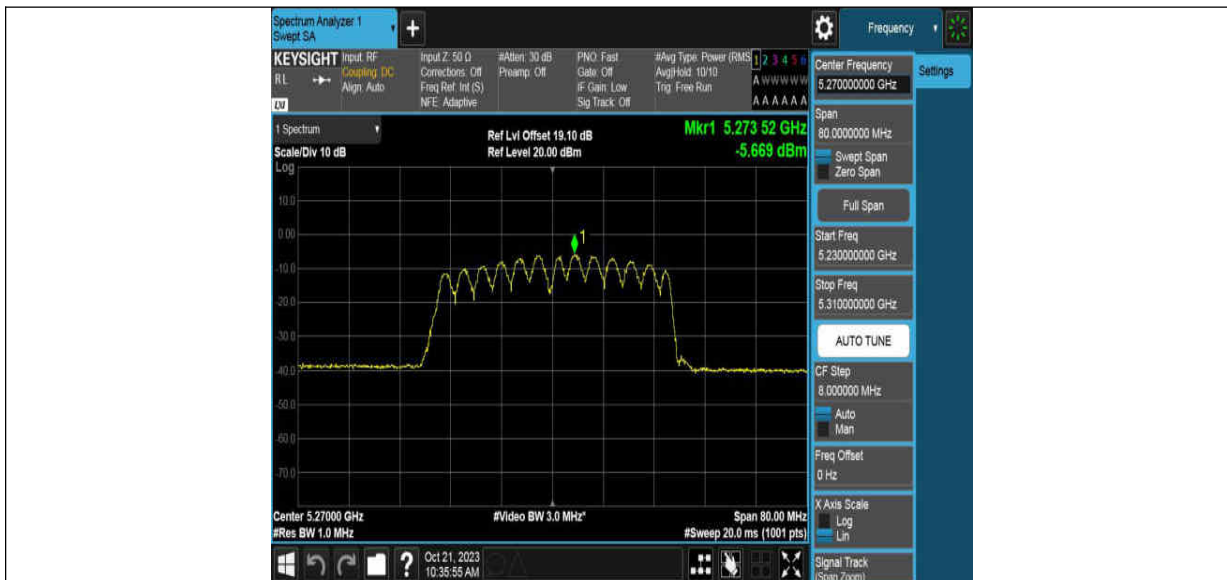 Spectrum Analyzer 1
Swept SA
+
Frequency
KEYSIGHT
RL
LXI
Input: RF
Coupling: DC
Align: Auto
Input Z: 50 Ω
Corrections: Off
Freq Ref: Int (S)
NFE: Adaptive
#Atten: 30 dB
Preamp: Off
PNO: Fast
Gate: Off
IF Gain: Low
Sig Track: Off
#Avg Type: Power (RMS
Avg|Hold: 10/10
Trig: Free Run
1 2 3 4 5 6
A W W W W W
A A A A A A
1 Spectrum
Scale/Div 10 dB
Log
Ref Lvl Offset 19.10 dB
Ref Level 20.00 dBm
Mkr1 5.273 52 GHz
-5.669 dBm
10.0
0.00
-10.0
-20.0
-30.0
-40.0
-50.0
-60.0
-70.0
1
Center 5.27000 GHz
#Res BW 1.0 MHz
#Video BW 3.0 MHz*
Span 80.00 MHz
#Sweep 20.0 ms (1001 pts)
?
Oct 21, 2023
10:35:55 AM
Center Frequency
5.270000000 GHz
Settings
Span
80.0000000 MHz
Swept Span
Zero Span
Full Span
Start Freq
5.230000000 GHz
Stop Freq
5.310000000 GHz
AUTO TUNE
CF Step
8.000000 MHz
Auto
Man
Freq Offset
0 Hz
X Axis Scale
Log
Lin
Signal Track
(Span Zoom)